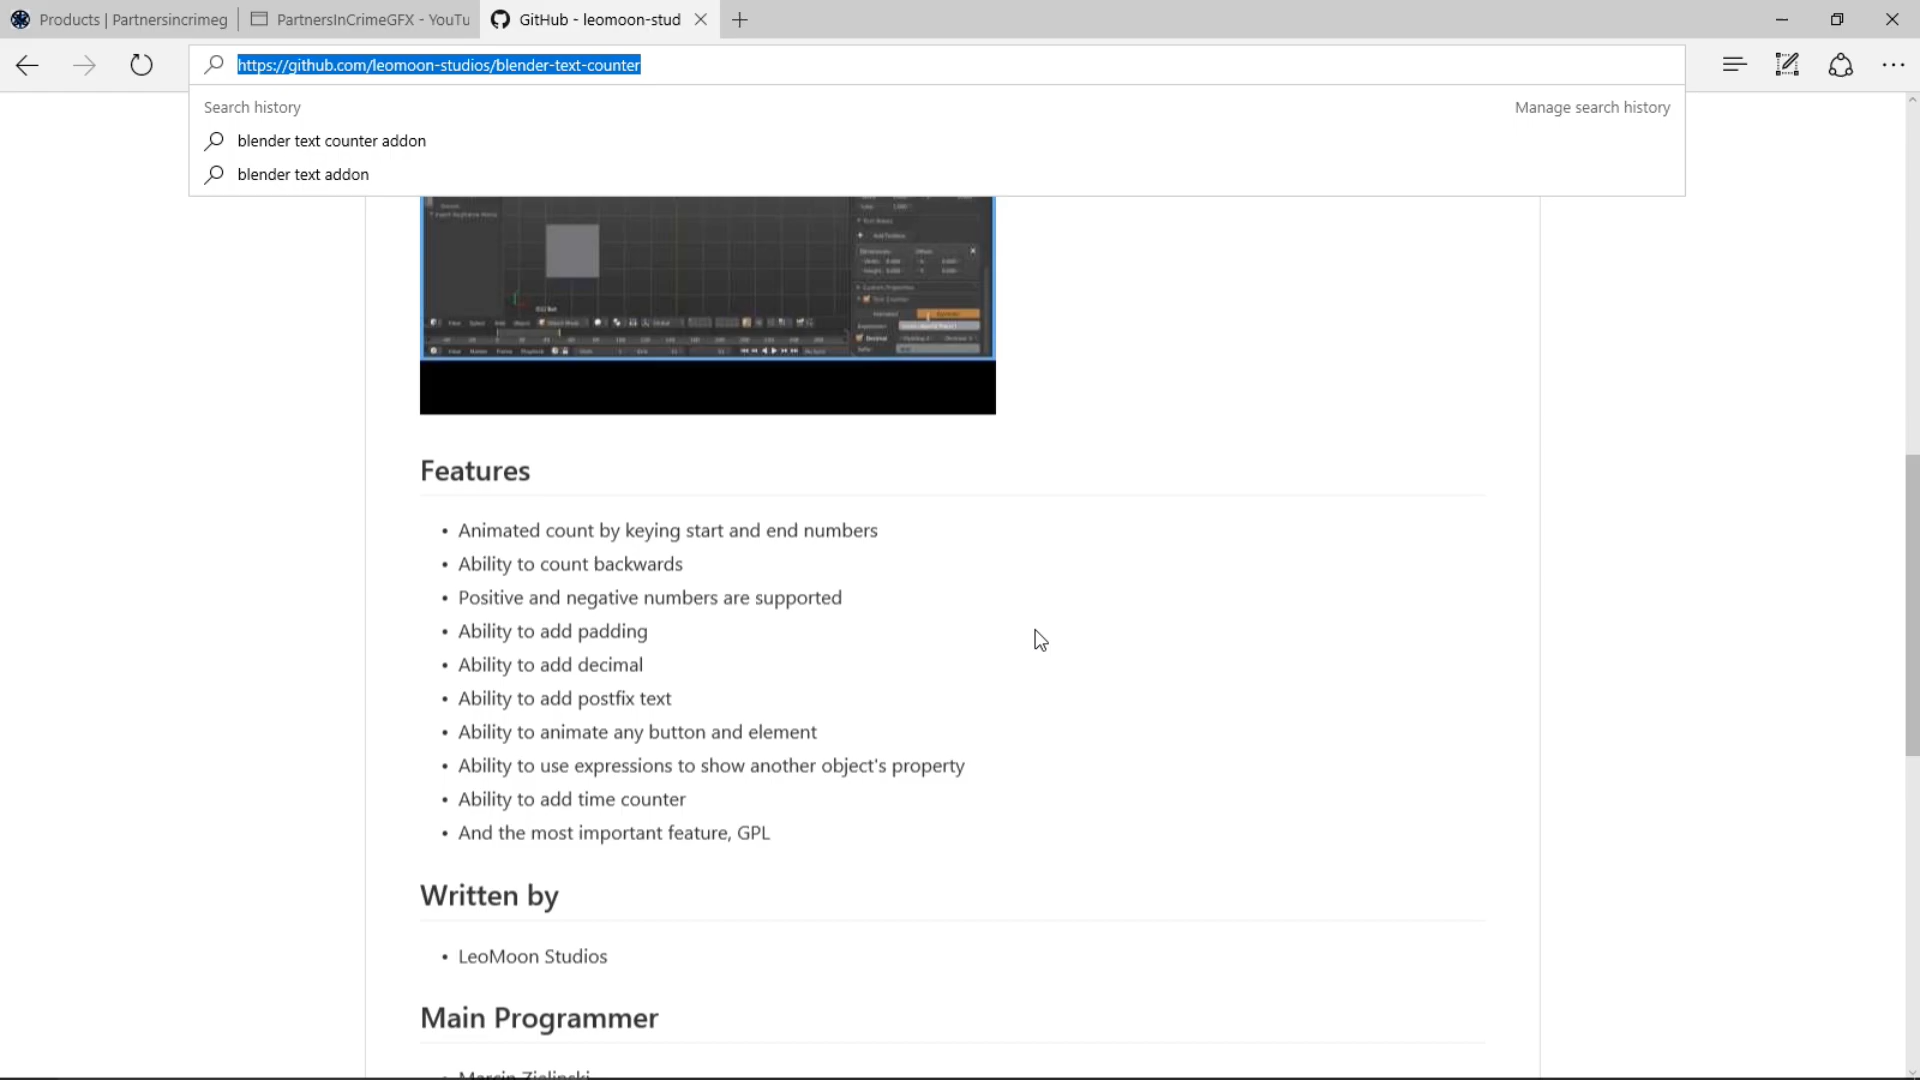 Products | Partnersincrimeg
PartnersInCrimeGFX - YouTu
GitHub - leomoon-stud
https://github.com/leomoon-studios/blender-text-counter
Search history
Manage search history
blender text counter addon
blender text addon
Features
• Animated count by keying start and end numbers
• Ability to count backwards
• Positive and negative numbers are supported
• Ability to add padding
• Ability to add decimal
• Ability to add postfix text
• Ability to animate any button and element
• Ability to use expressions to show another object's property
• Ability to add time counter
• And the most important feature, GPL
Written by
• LeoMoon Studios
Main Programmer
• Marcin Zielinski